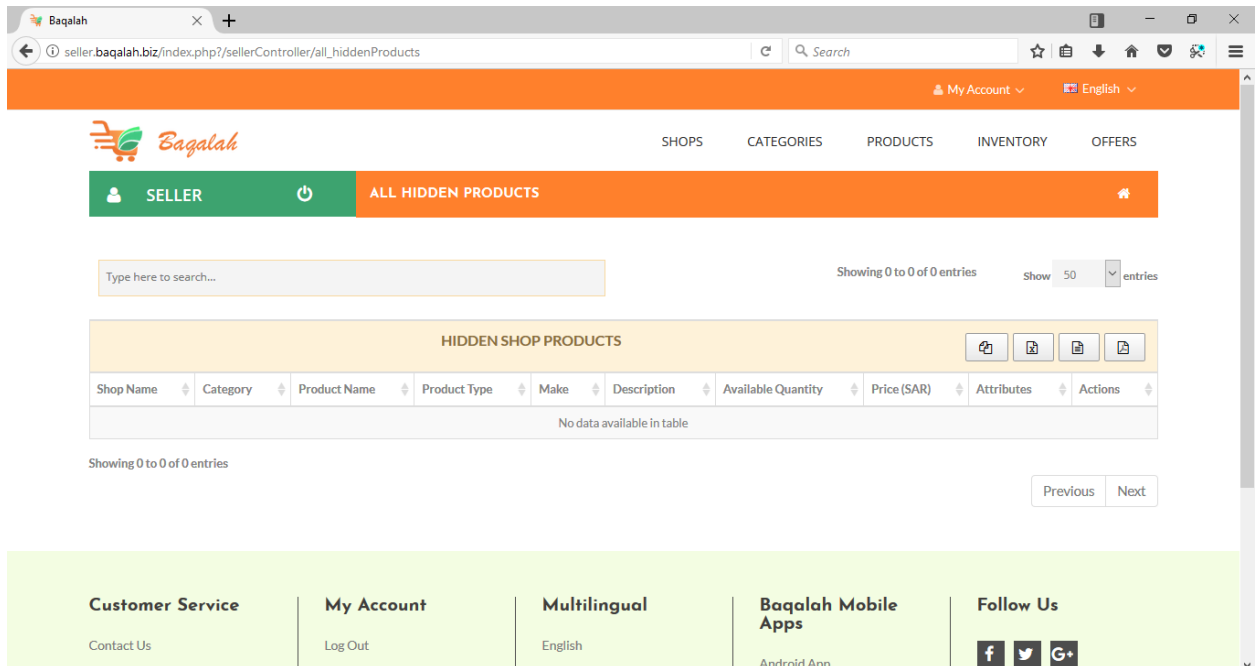 Baqalah
seller.baqalah.biz/index.php?/sellerController/all_hiddenProducts
Search
My Account
English
Baqalah
SHOPS CATEGORIES PRODUCTS INVENTORY OFFERS
SELLER
ALL HIDDEN PRODUCTS
Type here to search...
Showing 0 to 0 of 0 entries
Show 50 entries
HIDDEN SHOP PRODUCTS
Shop Name Category Product Name Product Type Make Description Available Quantity Price (SAR) Attributes Actions
No data available in table
Showing 0 to 0 of 0 entries
Previous Next
Customer Service
Contact Us
My Account
Log Out
Multilingual
English
Baqalah Mobile
Apps
Android App
Follow Us
f
G+